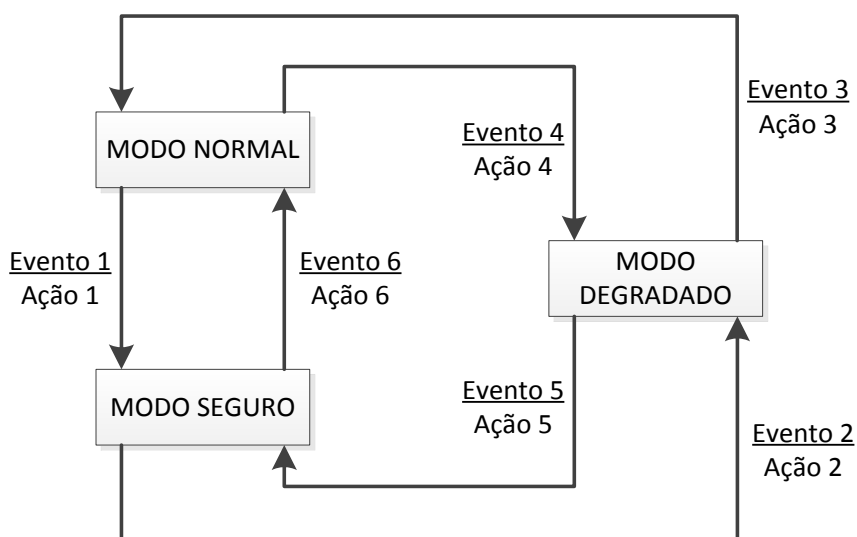 Evento 3
Ação 3
MODO NORMAL
Evento 4
Ação 4
Evento 1
Ação 1
Evento 6
Ação 6
MODO
DEGRADADO
MODO SEGURO
Evento 5
Ação 5
Evento 2
Ação 2